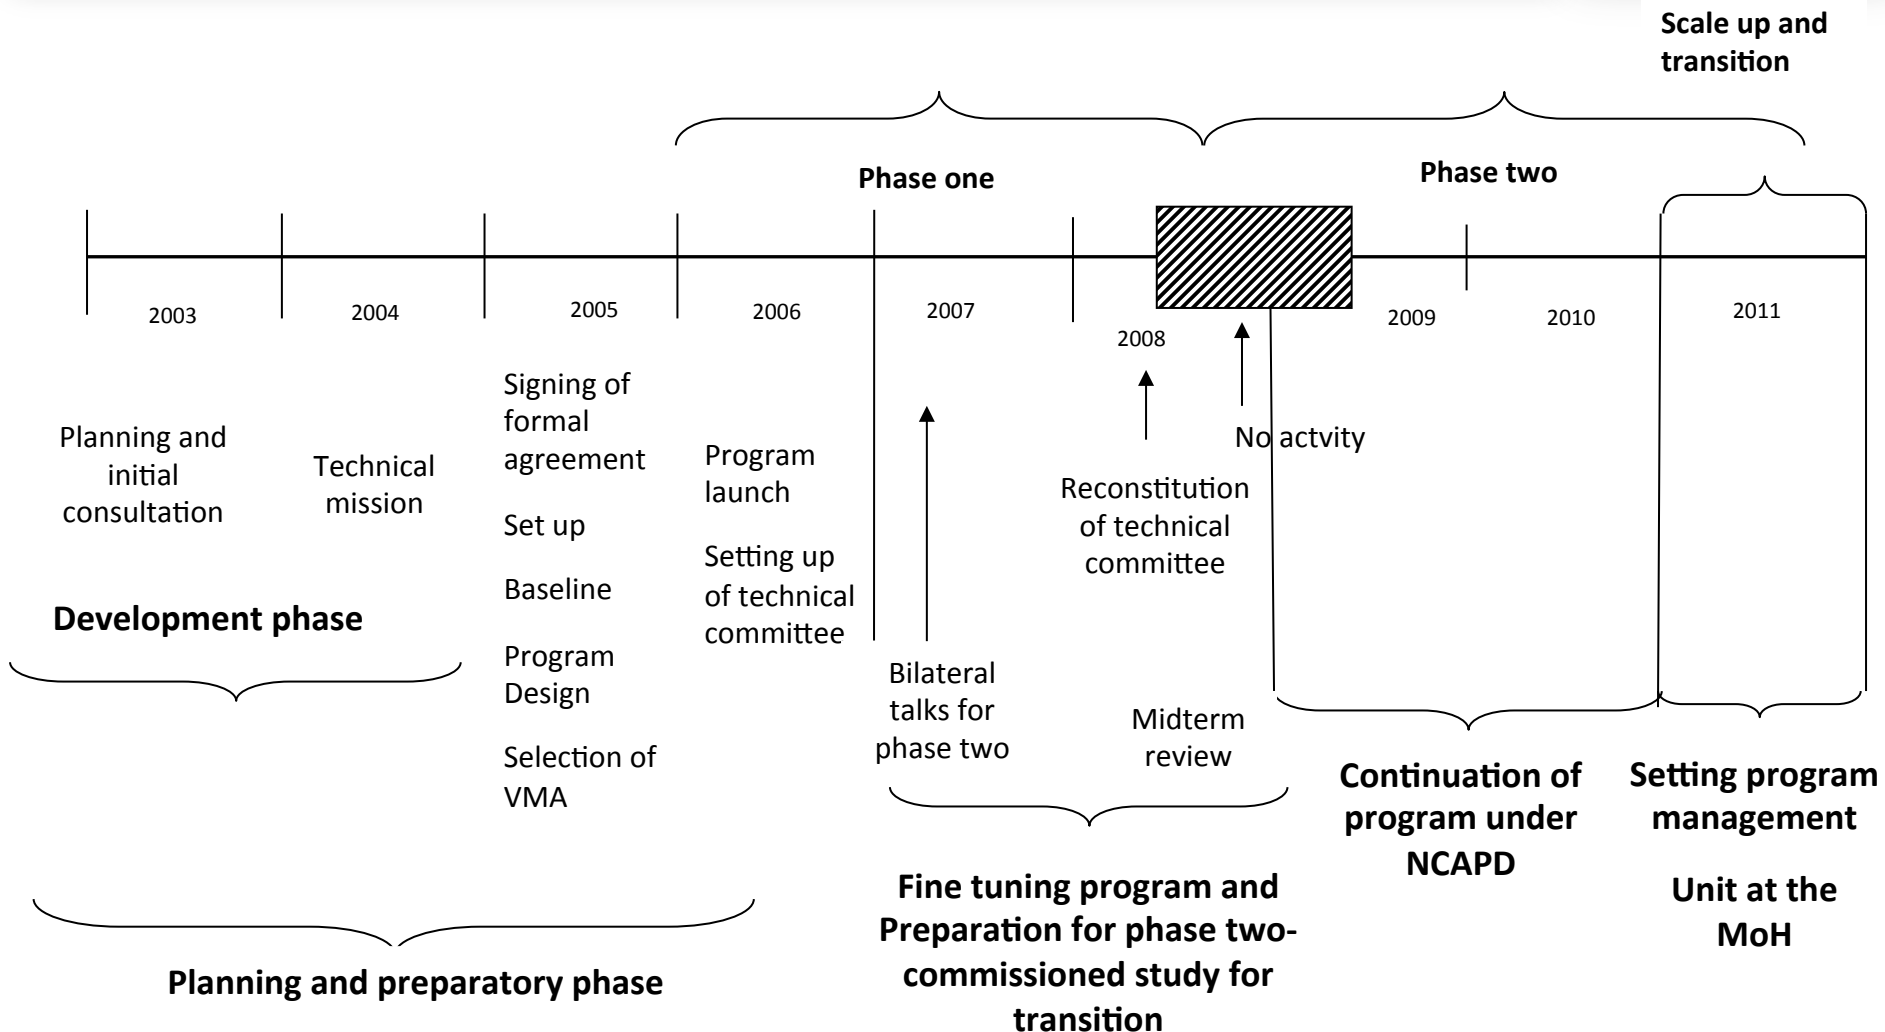 Scale up and
transition
Phase one
Phase two
2003
2004
2005
2006
2007
2008
2009
2010
2011
Planning and
initial
consultation
Technical
mission
Development phase
Signing of
formal
agreement
Set up
Baseline
Program
Design
Selection of
VMA
Program
launch
Setting up
of technical
committee
Bilateral
talks for
phase two
Reconstitution
of technical
committee
No actvity
Midterm
review
Planning and preparatory phase
Fine tuning program and
Preparation for phase two-
commissioned study for
transition
Continuation of
program under
NCAPD
Setting program
management
Unit at the
MoH